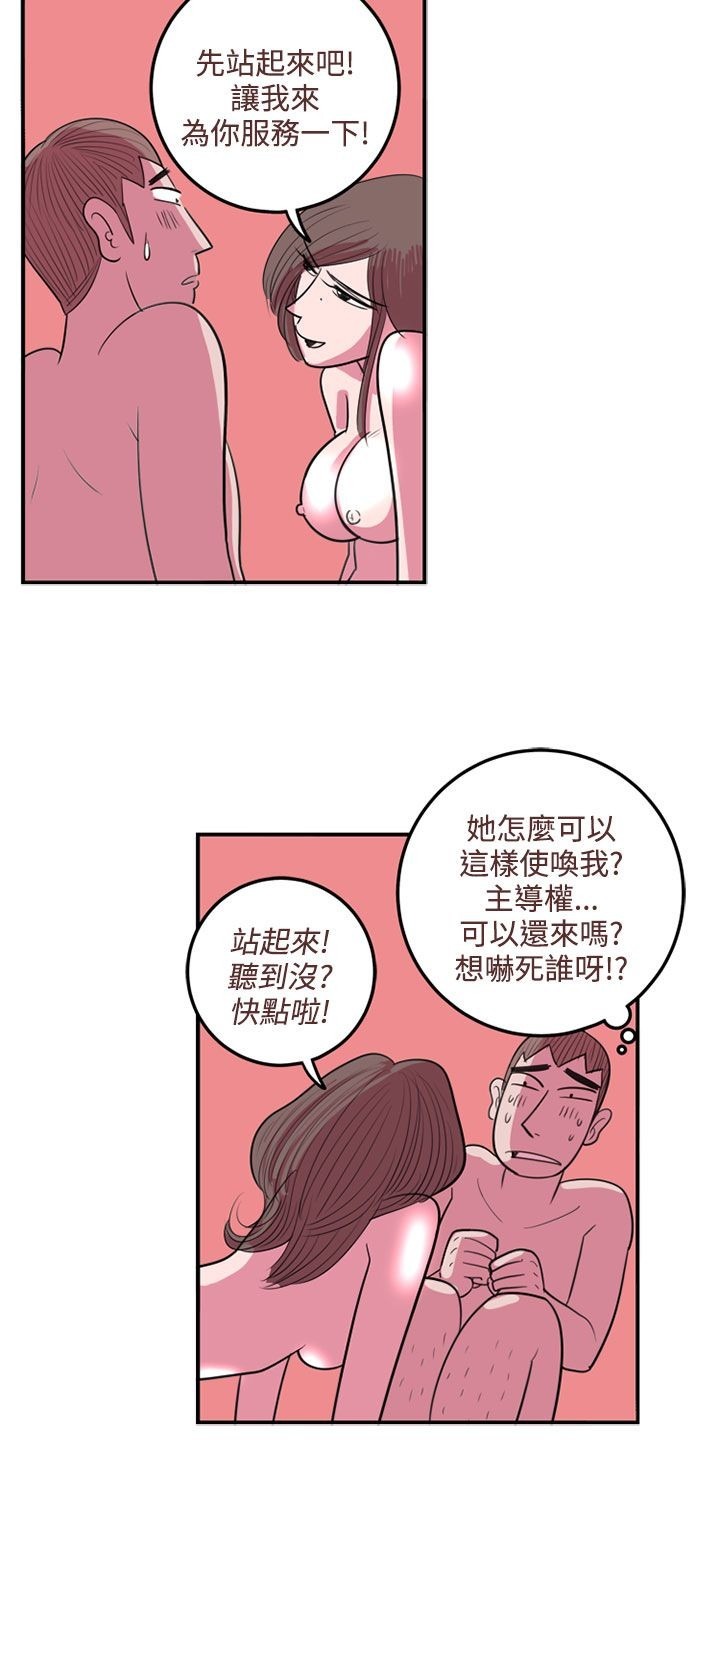 先站起來吧!
讓我來
為你服務一下!
她怎麼可以
這樣使喚我?
主導權...
可以還來嗎?
想嚇死誰呀!?
站起來!
聽到沒?
快點啦!